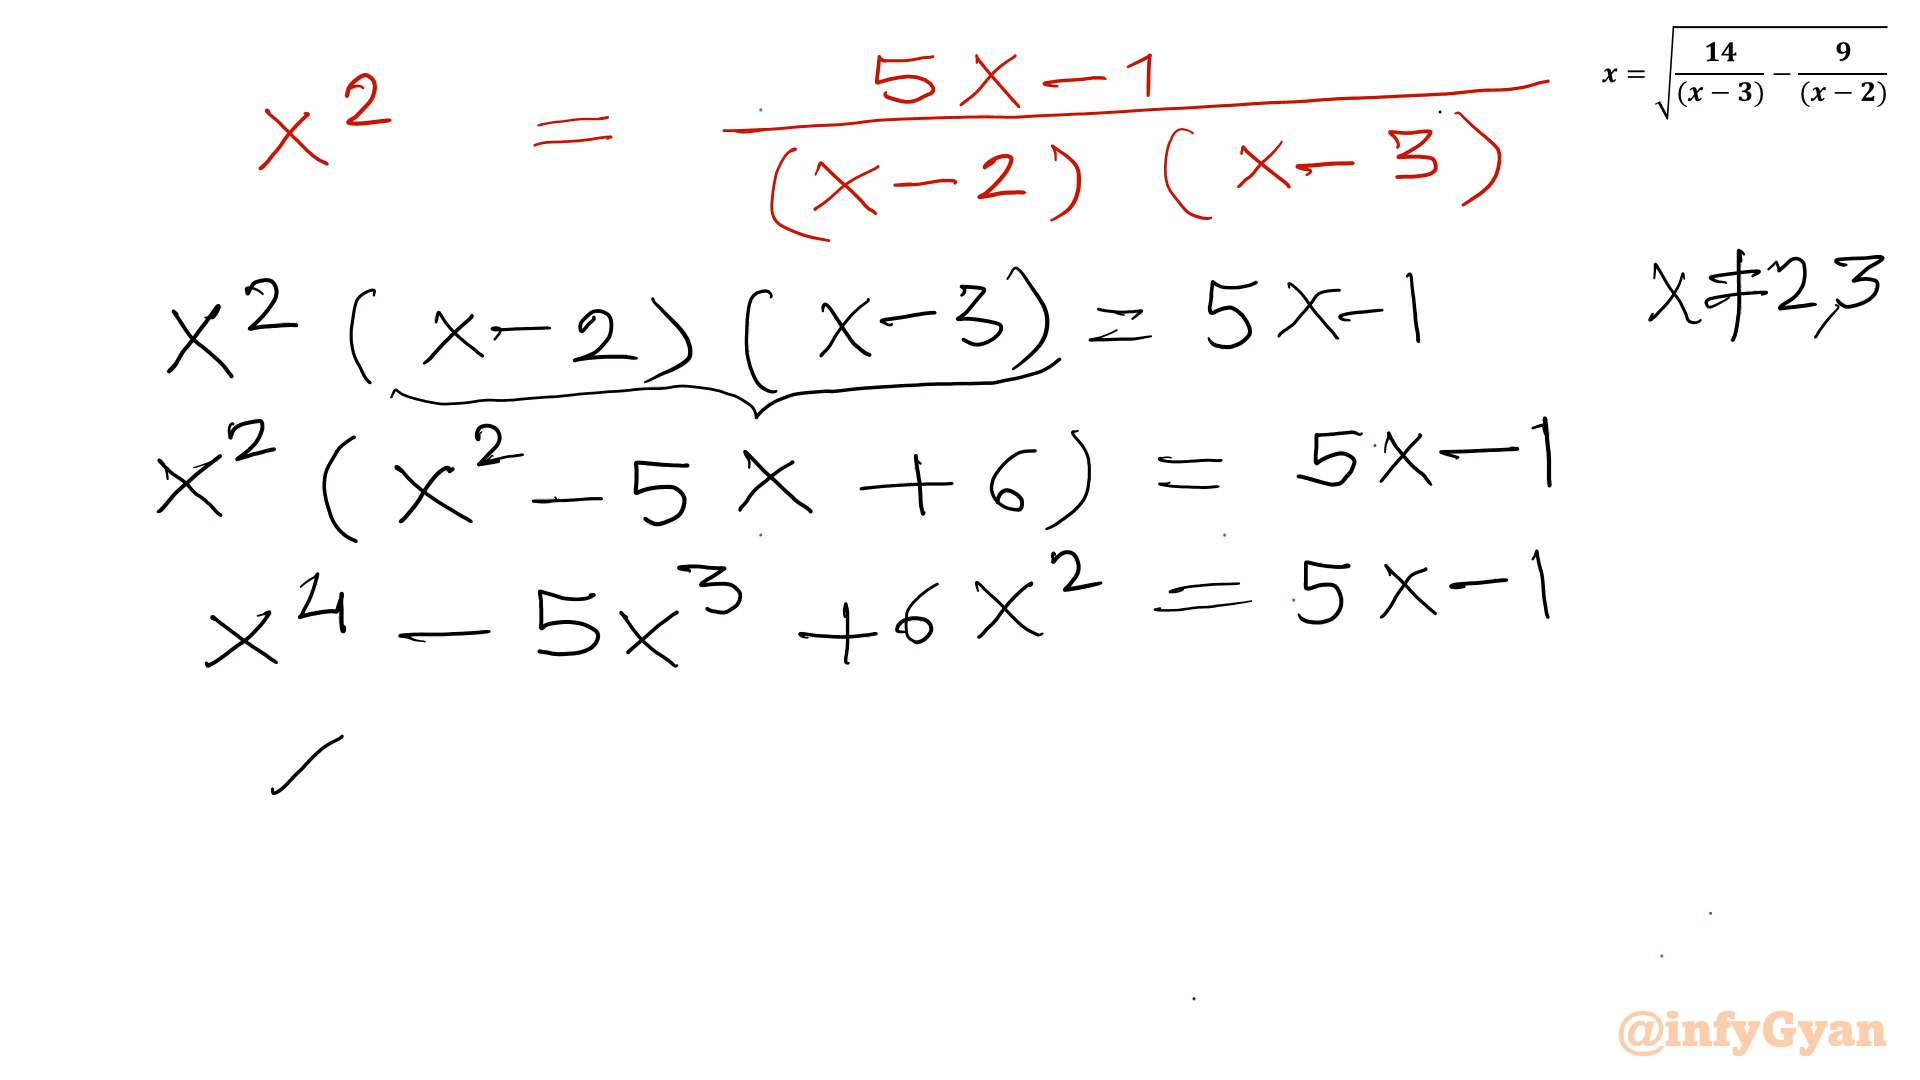 x² = (5x-1)/((x-2)(x-3))
x = √(14/(x-3) - 9/(x-2))
x²(x-2)(x-3) = 5x-1
x ≠ 2,3
x²(x²-5x+6) = 5x-1
x⁴ - 5x³ + 6x² = 5x-1
@infyGyan